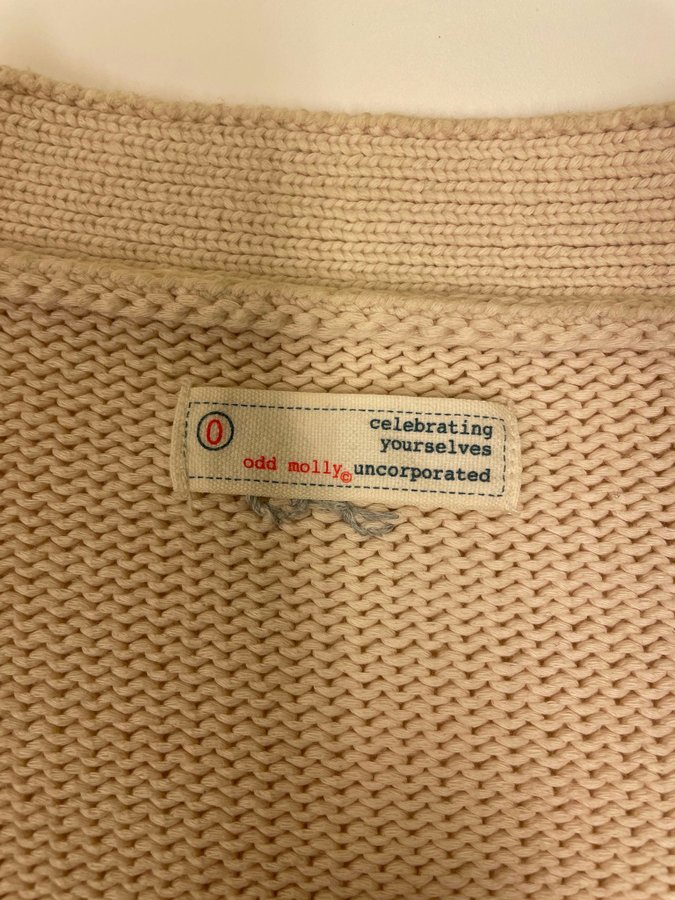 0
celebrating
yourselves
odd molly© uncorporated